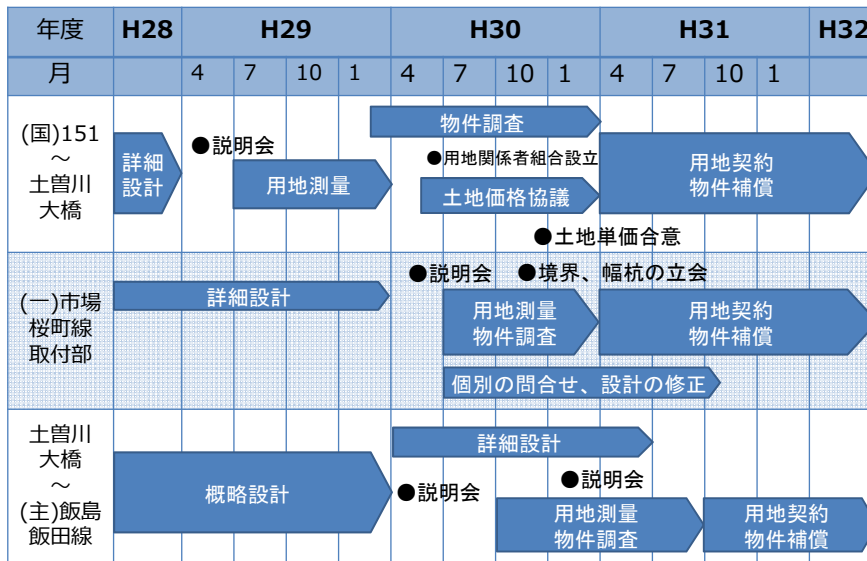 年度 H28 H29 H30 H31 H32
月 4 7 10 1 4 7 10 1 4 7 10 1
(国)151
～
土曽川
大橋
詳細
設計
●説明会
用地測量
物件調査
●用地関係者組合設立
土地価格協議
●土地単価合意
用地契約
物件補償
(一)市場
桜町線
取付部
詳細設計
●説明会
●境界、幅杭の立会
用地測量
物件調査
用地契約
物件補償
個別の問合せ、設計の修正
土曽川
大橋
～
(主)飯島
飯田線
概略設計
詳細設計
●説明会
●説明会
用地測量
物件調査
用地契約
物件補償